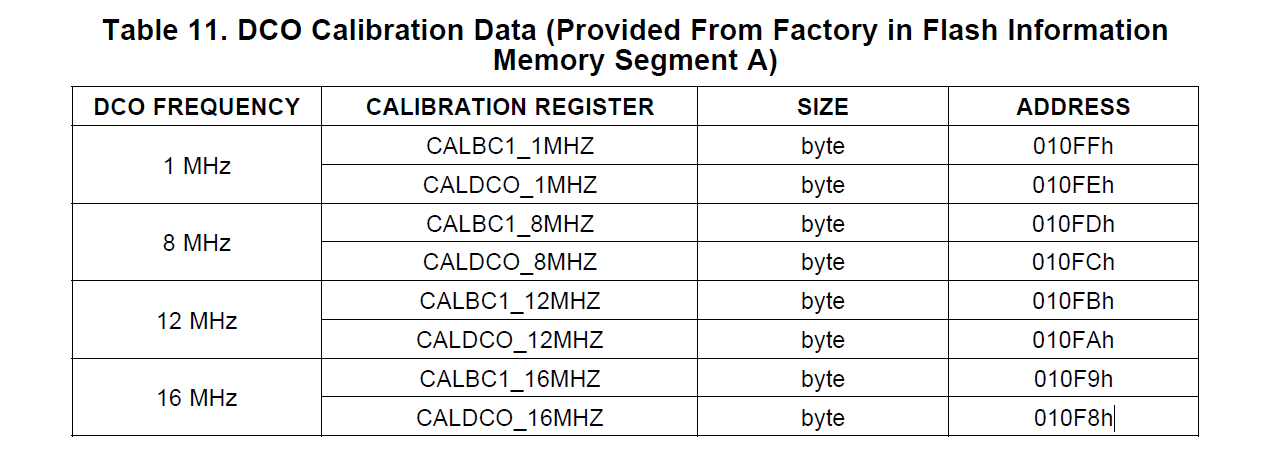 Table 11. DCO Calibration Data (Provided From Factory in Flash Information
Memory Segment A)
DCO FREQUENCY CALIBRATION REGISTER SIZE ADDRESS
1 MHz
CALBC1_1MHZ byte 010FFh
CALDCO_1MHZ byte 010FEh
8 MHz
CALBC1_8MHZ byte 010FDh
CALDCO_8MHZ byte 010FCh
12 MHz
CALBC1_12MHZ byte 010FBh
CALDCO_12MHZ byte 010FAh
16 MHz
CALBC1_16MHZ byte 010F9h
CALDCO_16MHZ byte 010F8h